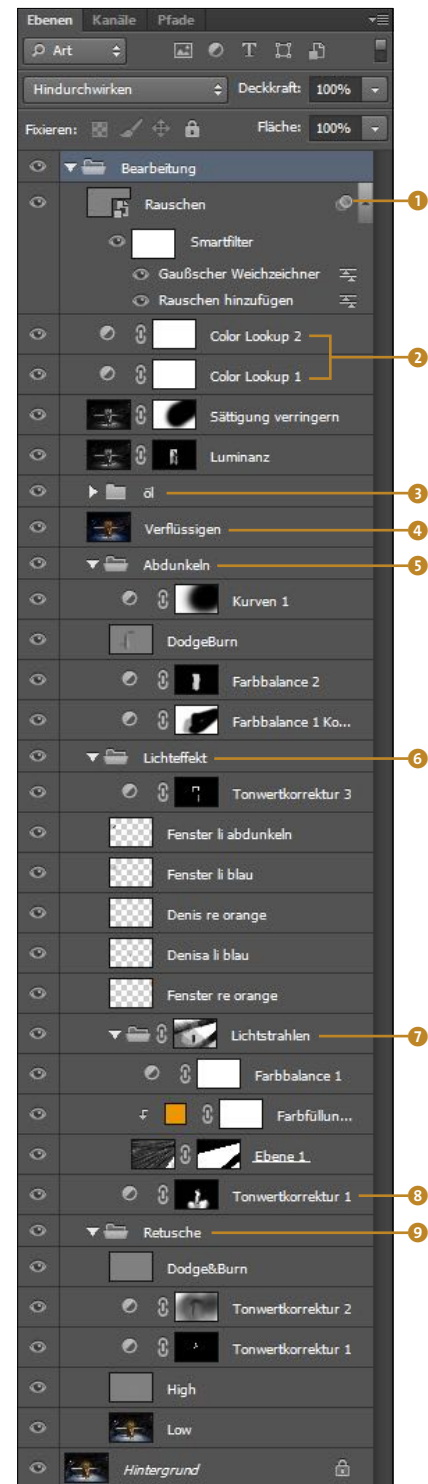 Ebenen Kanäle Pfade
Art
Hindurchwirken Deckkraft: 100%
Fixieren: Fläche: 100%
Bearbeitung
Rauschen 1
Smartfilter
Gaußscher Weichzeichner
Rauschen hinzufügen
Color Lookup 2
2
Color Lookup 1
Sättigung verringern
Luminanz
öl 3
Verflüssigen 4
Abdunkeln 5
Kurven 1
DodgeBurn
Farbbalance 2
Farbbalance 1 Ko...
Lichteffekt 6
Tonwertkorrektur 3
Fenster li abdunkeln
Fenster li blau
Denis re orange
Denisa li blau
Fenster re orange
Lichtstrahlen 7
Farbbalance 1
Farbfüllun...
Ebene 1
Tonwertkorrektur 1 8
Retusche 9
Dodge&Burn
Tonwertkorrektur 2
Tonwertkorrektur 1
High
Low
Hintergrund